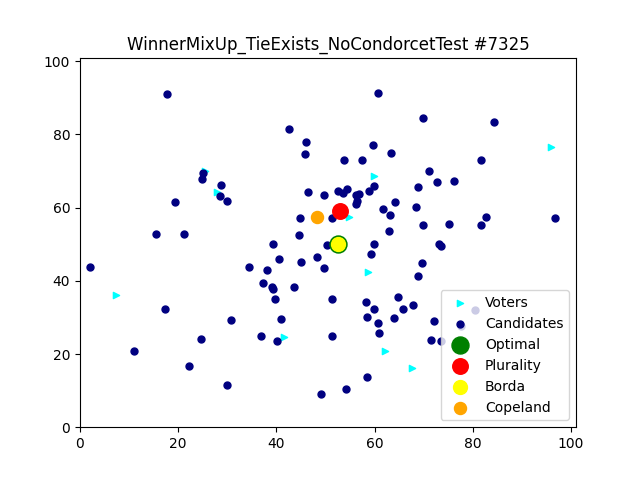 WinnerMixUp_TieExists_NoCondorcetTest #7325
100
80
60
40
20
0
0 20 40 60 80 100
Voters
Candidates
Optimal
Plurality
Borda
Copeland